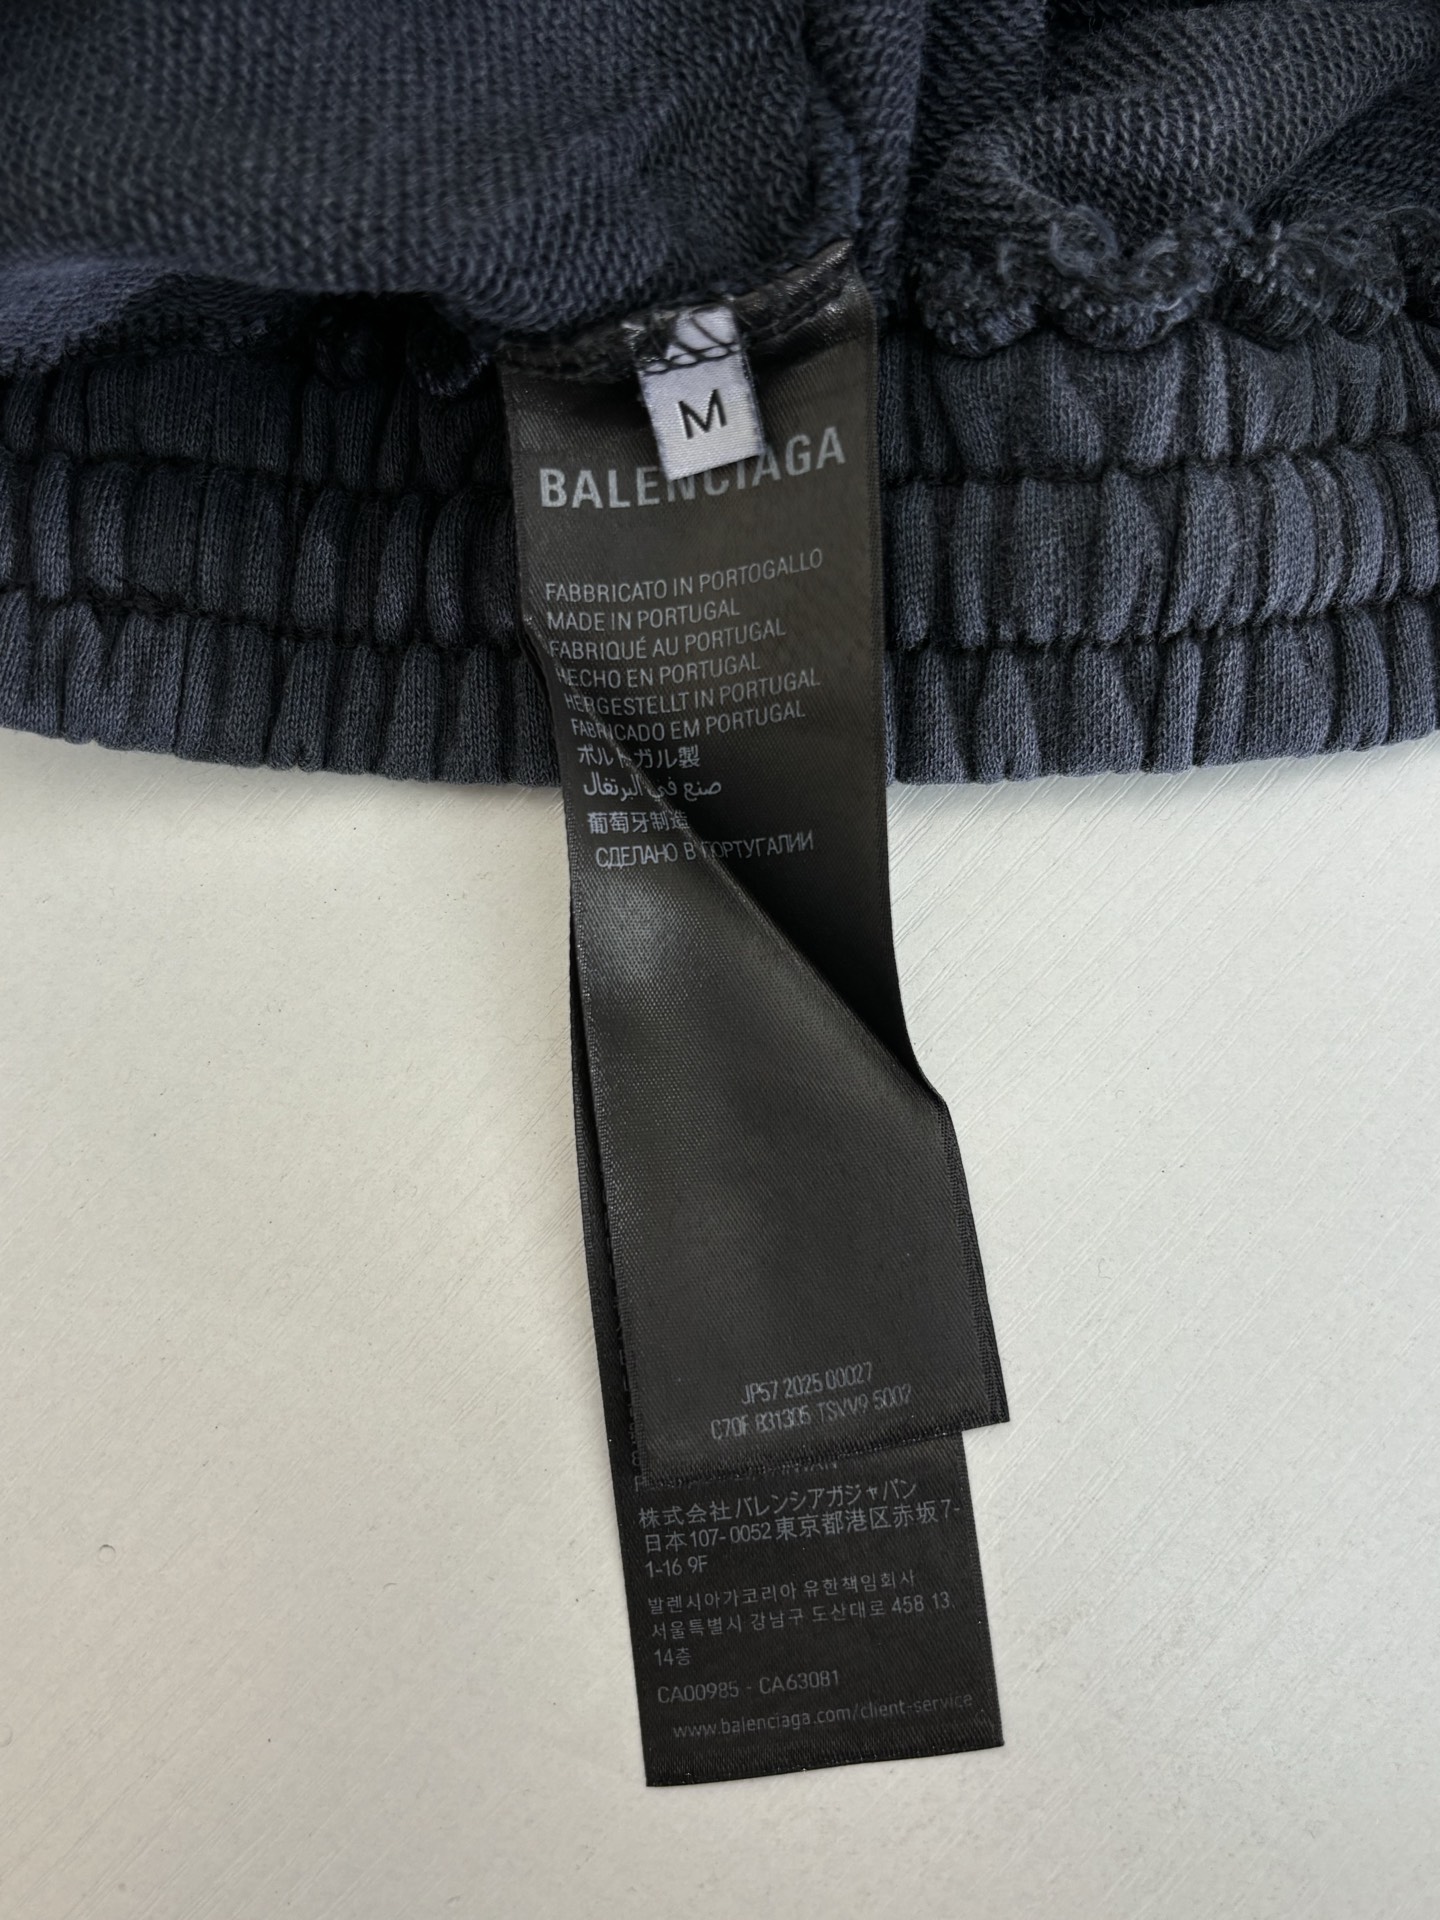 M
BALENCIAGA
FABBRICATO IN PORTOGALLO
MADE IN PORTUGAL
FABRIQUÉ AU PORTUGAL
HECHO EN PORTUGAL
HERGESTELLT IN PORTUGAL
FABRICADO EM PORTUGAL
ポルトガル製
صنع في البرتغال
葡萄牙制造
СДЕЛАНО В ПОРТУГАЛИИ
JP57 2025 00027
C70F 831305 TSVV9 5007
株式会社バレンシアガジャパン
日本107-0052東京都港区赤坂7-
1-16 9F
발렌시아가코리아 유한책임회사
서울특별시 강남구 도산대로 458 13,
14층
CA00985 - CA63081
www.balenciaga.com/client-service